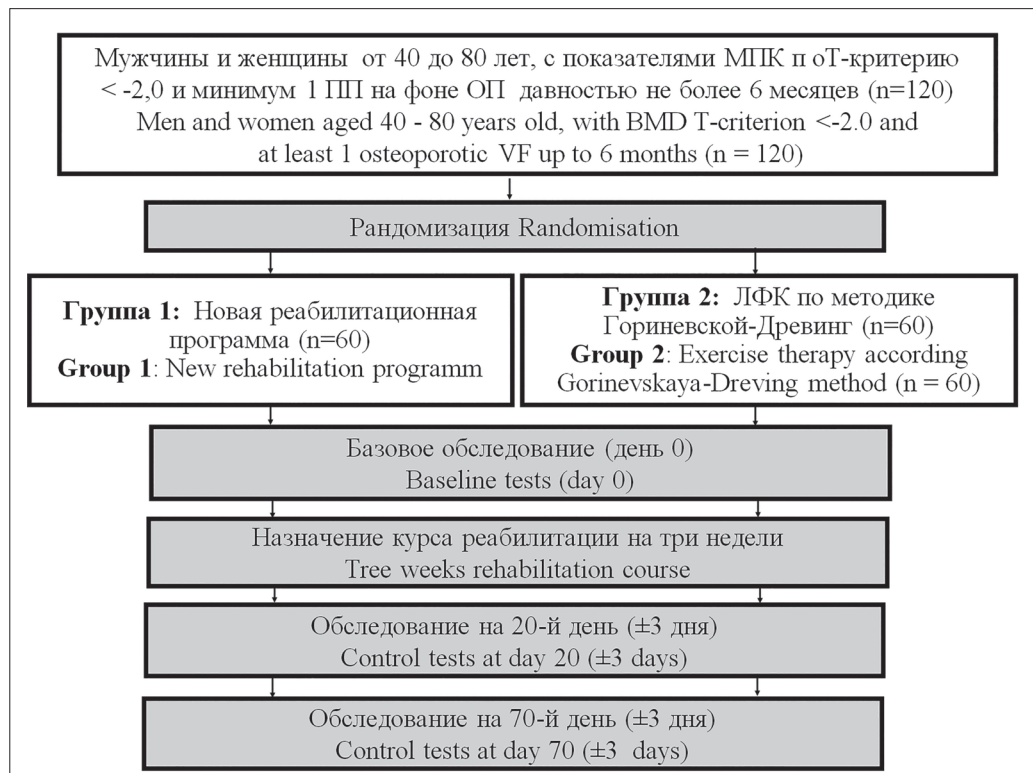 Мужчины и женщины от 40 до 80 лет, с показателями МПК п оТ-критерию
< -2,0 и минимум 1 ПП на фоне ОП давностью не более 6 месяцев (n=120)
Men and women aged 40 - 80 years old, with BMD T-criterion <-2.0 and
at least 1 osteoporotic VF up to 6 months (n = 120)
Рандомизация Randomisation
Группа 1: Новая реабилитационная
программа (n=60)
Group 1: New rehabilitation programm
Группа 2: ЛФК по методике
Гориневской-Древинг (n=60)
Group 2: Exercise therapy according
Gorinevskaya-Dreving method (n = 60)
Базовое обследование (день 0)
Baseline tests (day 0)
Назначение курса реабилитации на три недели
Tree weeks rehabilitation course
Обследование на 20-й день (±3 дня)
Control tests at day 20 (±3 days)
Обследование на 70-й день (±3 дня)
Control tests at day 70 (±3 days)